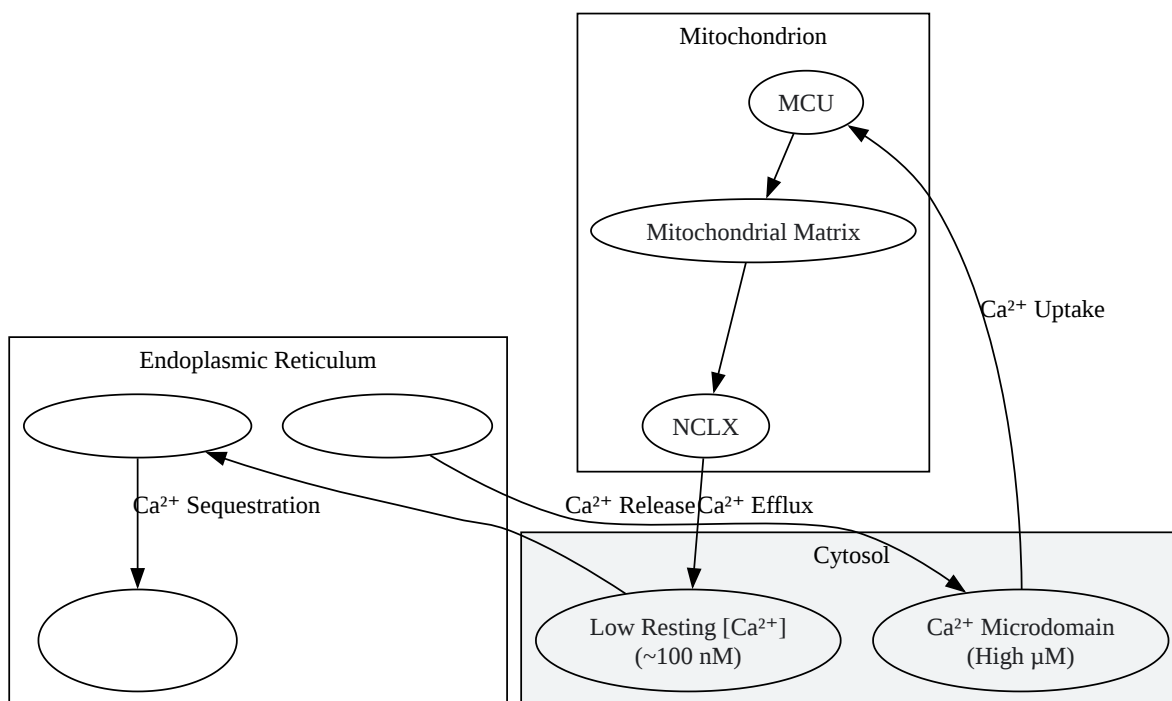 Mitochondrion
MCU
Mitochondrial Matrix
Ca²⁺ Uptake
Endoplasmic Reticulum
NCLX
Ca²⁺ Sequestration
Ca²⁺ Release
Ca²⁺ Efflux
Cytosol
Low Resting [Ca²⁺]
(~100 nM)
Ca²⁺ Microdomain
(High µM)